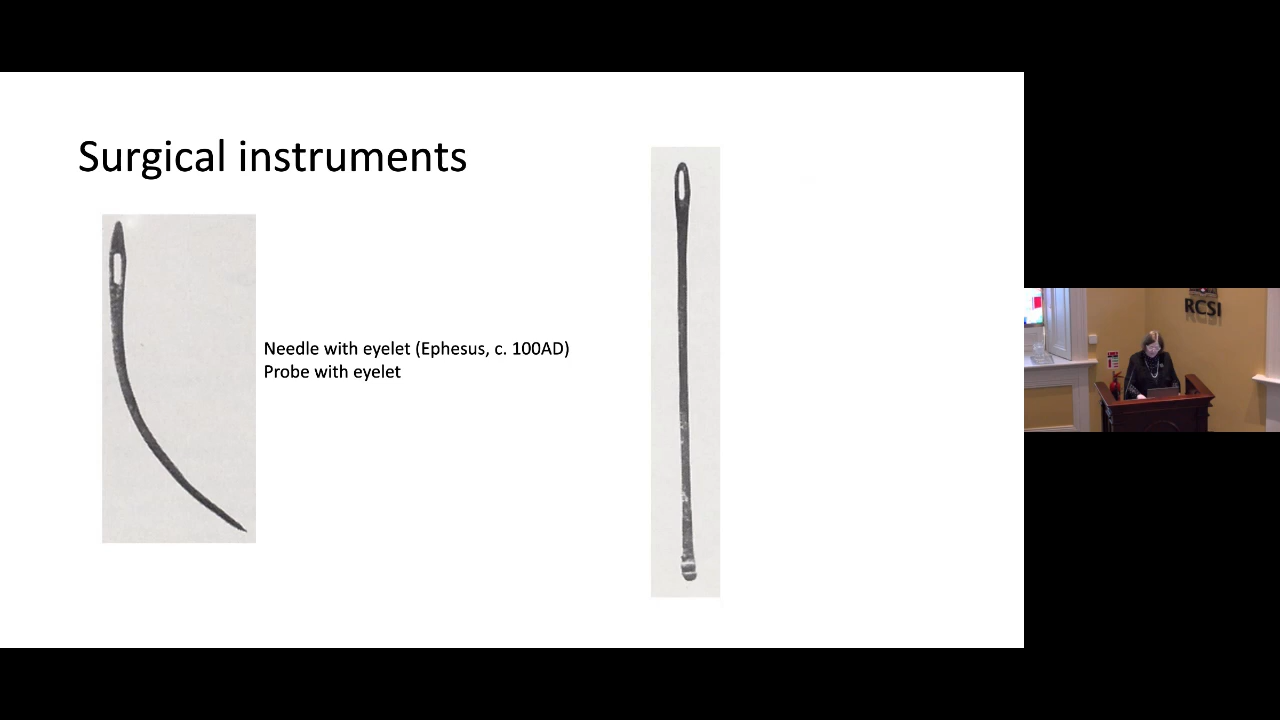 Surgical instruments
Needle with eyelet (Ephesus, c. 100AD)
Probe with eyelet
RCSI